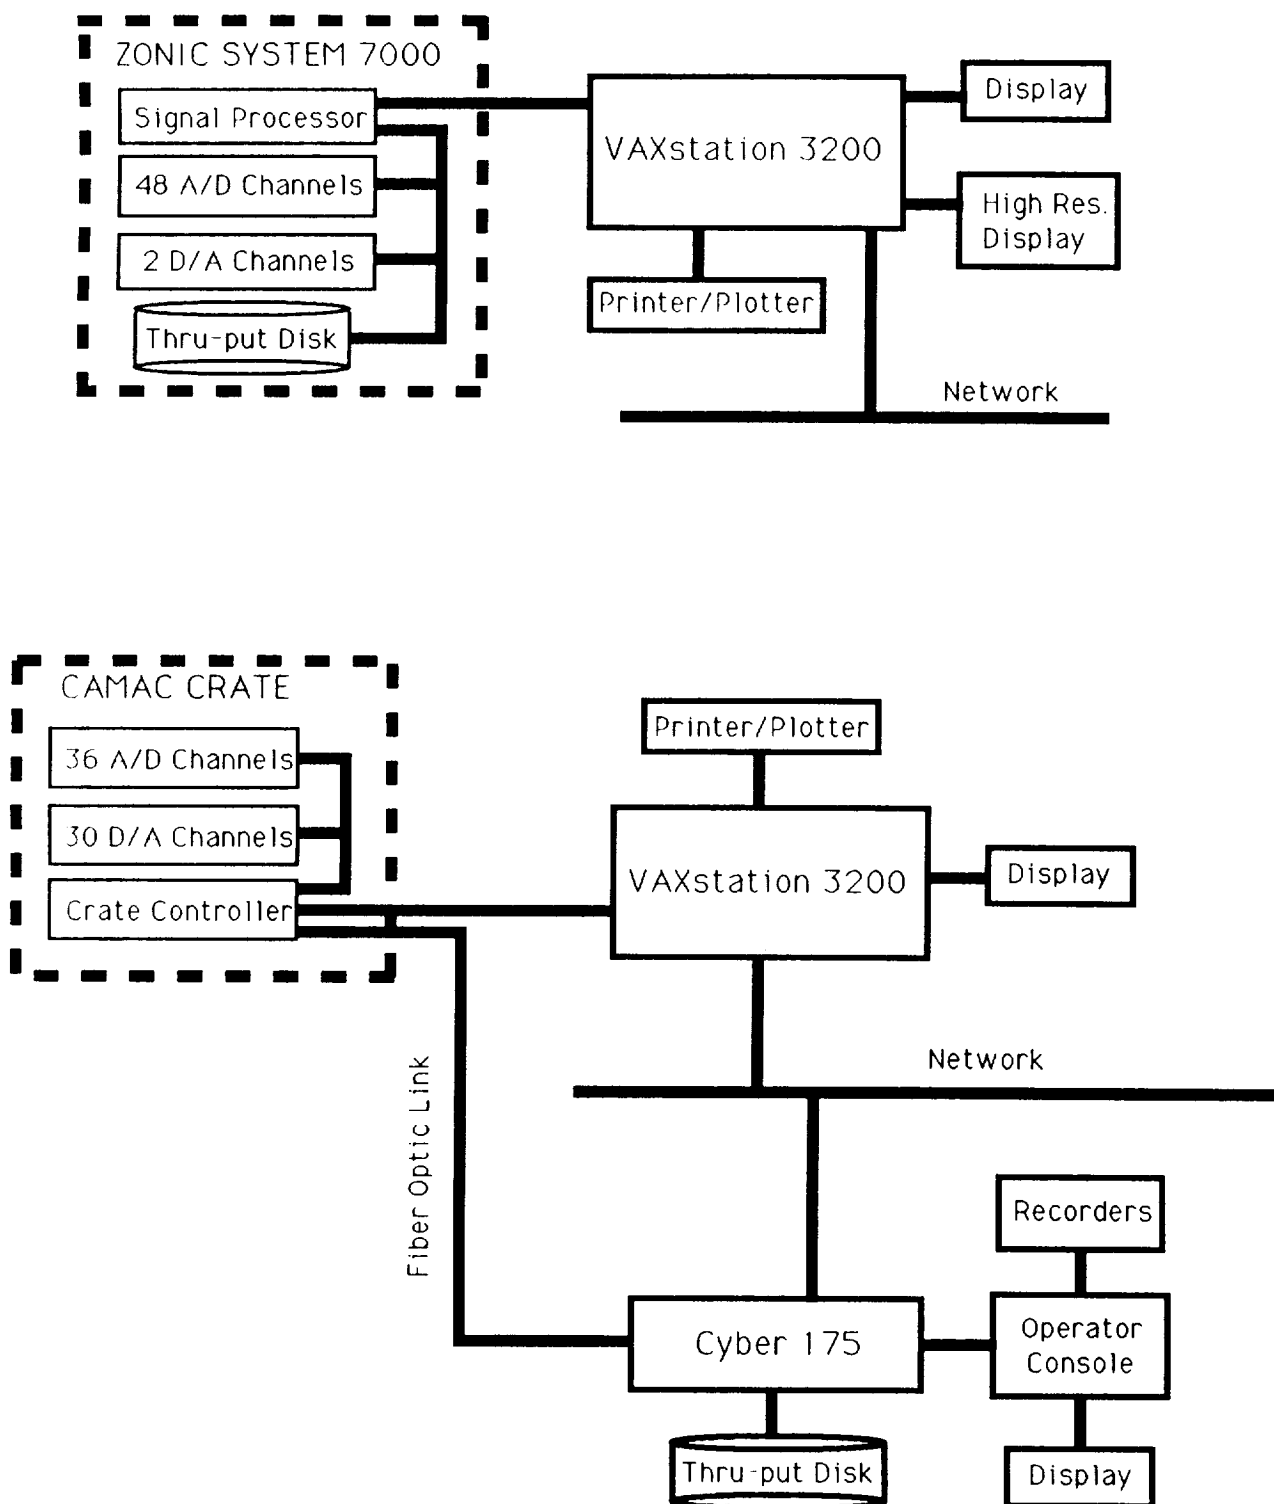 ZONIC SYSTEM 7000
Signal Processor
48 A/D Channels
2 D/A Channels
Thru-put Disk
VAXstation 3200
Display
High Res.
Display
Printer/Plotter
Network
CAMAC CRATE
36 A/D Channels
30 D/A Channels
Crate Controller
Printer/Plotter
VAXstation 3200
Display
Network
Fiber Optic Link
Recorders
Cyber 175
Operator
Console
Thru-put Disk
Display